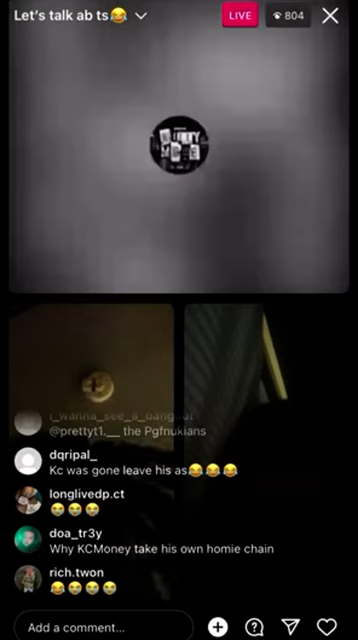 Let's talk ab ts😂
LIVE
804
@prettyt1.__ the Pgfnukians
dqripal_
Kc was gone leave his as😂😂😂
longlivedp.ct
😭😭😭
doa_tr3y
Why KCMoney take his own homie chain
rich.twon
😂😭😭😭
Add a comment...